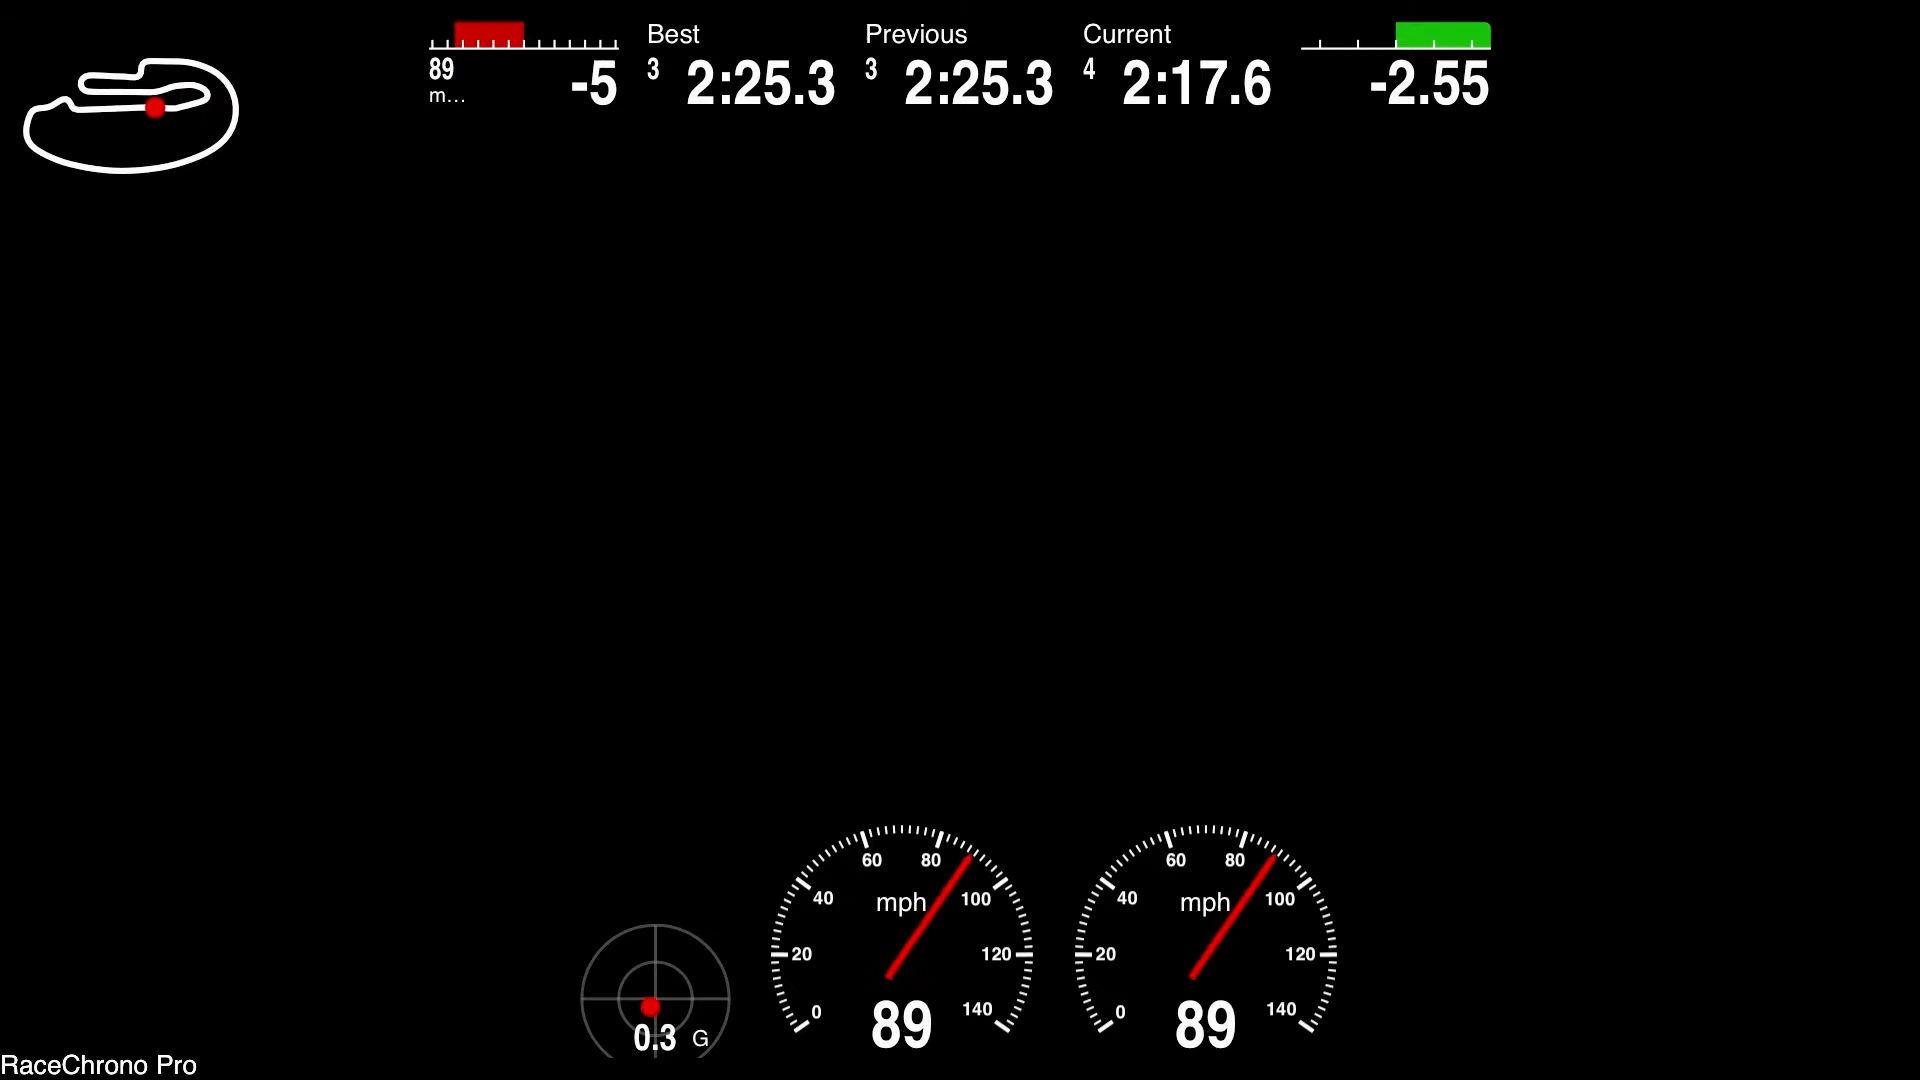 Best
Previous
Current
89
m...
-5
3 2:25.3
3 2:25.3
4 2:17.6
-2.55
60 80
40 mph 100
20 120
0 89 140
60 80
40 mph 100
20 120
0 89 140
0.3 G
RaceChrono Pro